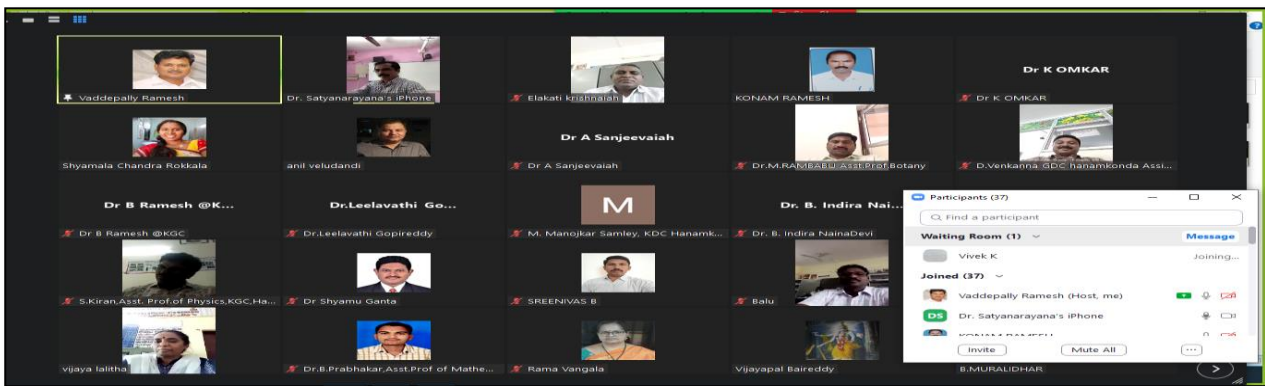 Vaddepally Ramesh
Dr. Satyanarayana's iPhone
Elakati krishnaiah
KONAM RAMESH
Dr K OMKAR
Dr K OMKAR
Shyamala Chandra Rokkala
anil veludandi
Dr A Sanjeevaiah
Dr A Sanjeevaiah
Dr.M.RAMBABU Asst.Prof.Botany
D.Venkanna GDC hanamkonda Assi...
Dr B Ramesh @K...
Dr B Ramesh @KGC
Dr.Leelavathi Go...
Dr.Leelavathi Gopireddy
M
M. Manojkar Samley, KDC Hanamk...
Dr. B. Indira Nai...
Dr. B. Indira NainaDevi
S.Kiran,Asst. Prof.of Physics,KGC,Ha...
Dr Shyamu Ganta
SREENIVAS B
Balu
vijaya lalitha
Dr.B.Prabhakar,Asst.Prof of Mathe...
Rama Vangala
Vijayapal Baireddy
B.MURALIDHAR
Participants (37)
Find a participant
Waiting Room (1)
Message
Vivek K
Joining...
Joined (37)
Vaddepally Ramesh (Host, me)
DS
Dr. Satyanarayana's iPhone
KONAM RAMESH
Invite
Mute All
...